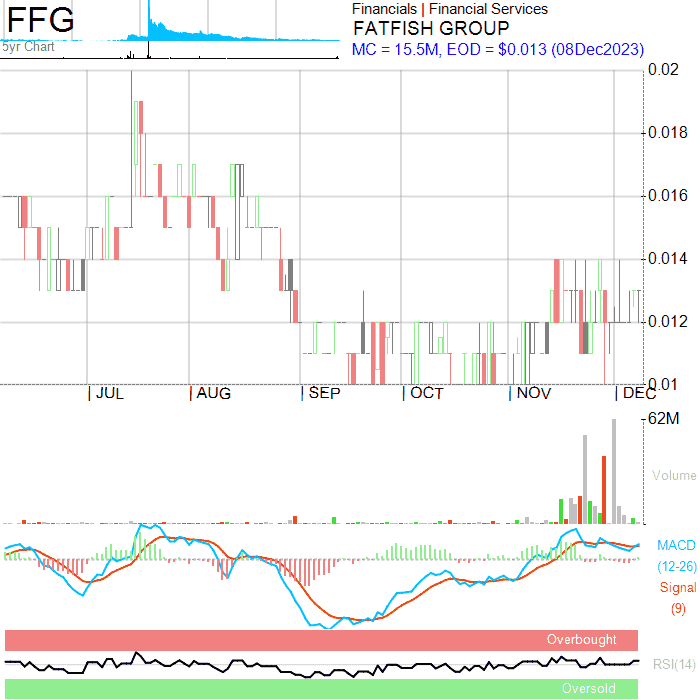 FFG
5yr Chart
Financials | Financial Services
FATFISH GROUP
MC = 15.5M, EOD = $0.013 (08Dec2023)
0.02
0.018
0.016
0.014
0.012
0.01
JUL AUG SEP OCT NOV DEC
62M
Volume
MACD
(12-26)
Signal
(9)
Overbought
RSI(14)
Oversold